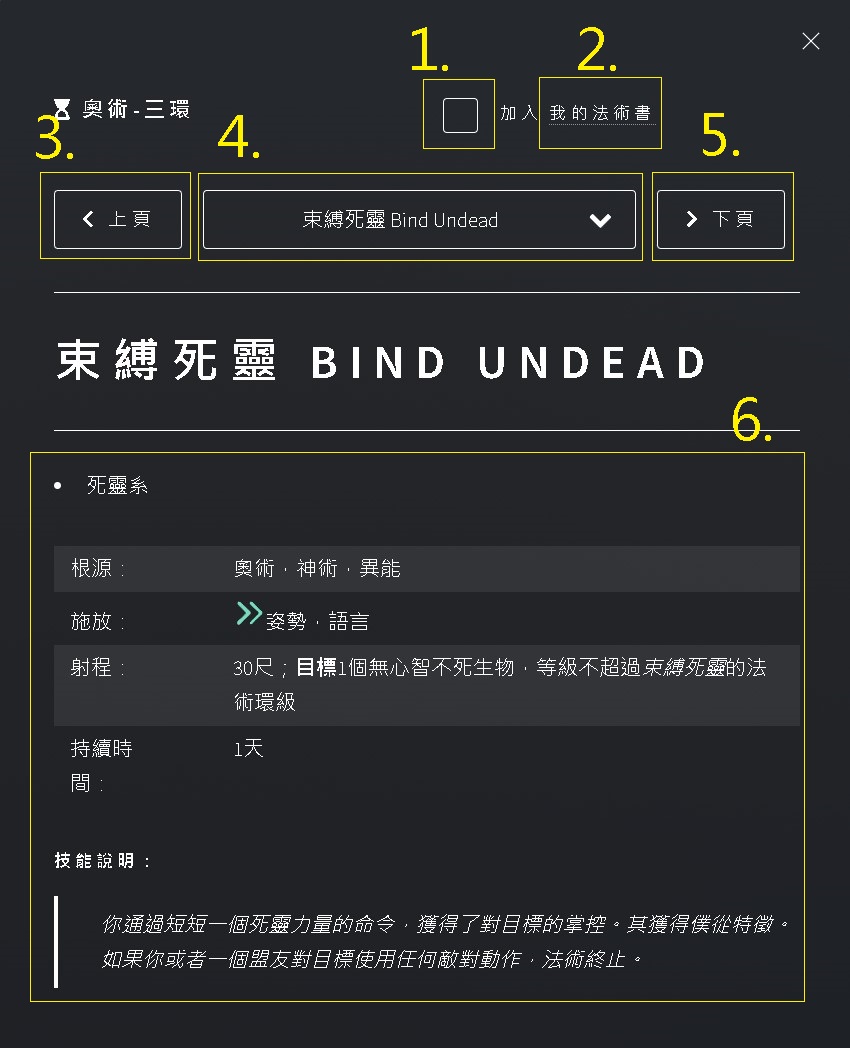 1.
2.
奧術-三環
加入 我的法術書
3.
4.
5.
上頁
束縛死靈 Bind Undead
下頁
束縛死靈 BIND UNDEAD
6.
• 死靈系
根源： 奧術，神術，異能
施放： 姿勢，語言
射程： 30尺；目標1個無心智不死生物，等級不超過束縛死靈的法
術環級
持續時 1天
間：
技能說明：
你通過短短一個死靈力量的命令，獲得了對目標的掌控。其獲得僕從特徵。
如果你或者一個盟友對目標使用任何敵對動作，法術終止。